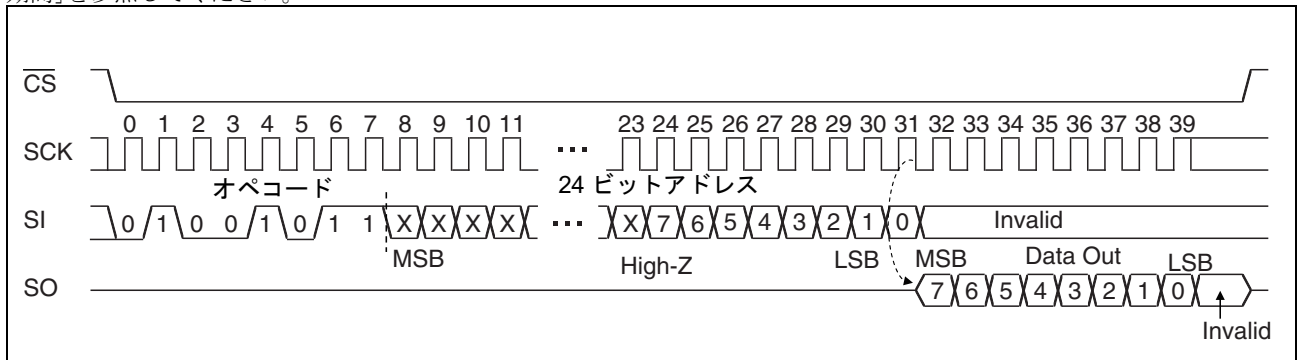 期間」を参照してください。
CS
0 1 2 3 4 5 6 7 8 9 10 11 23 24 25 26 27 28 29 30 31 32 33 34 35 36 37 38 39
SCK ...
オペコード 24 ビットアドレス
SI 0 1 0 0 1 0 1 1 X X X X ... X 7 6 5 4 3 2 1 0 Invalid
MSB High-Z LSB MSB Data Out LSB
SO 7 6 5 4 3 2 1 0
Invalid